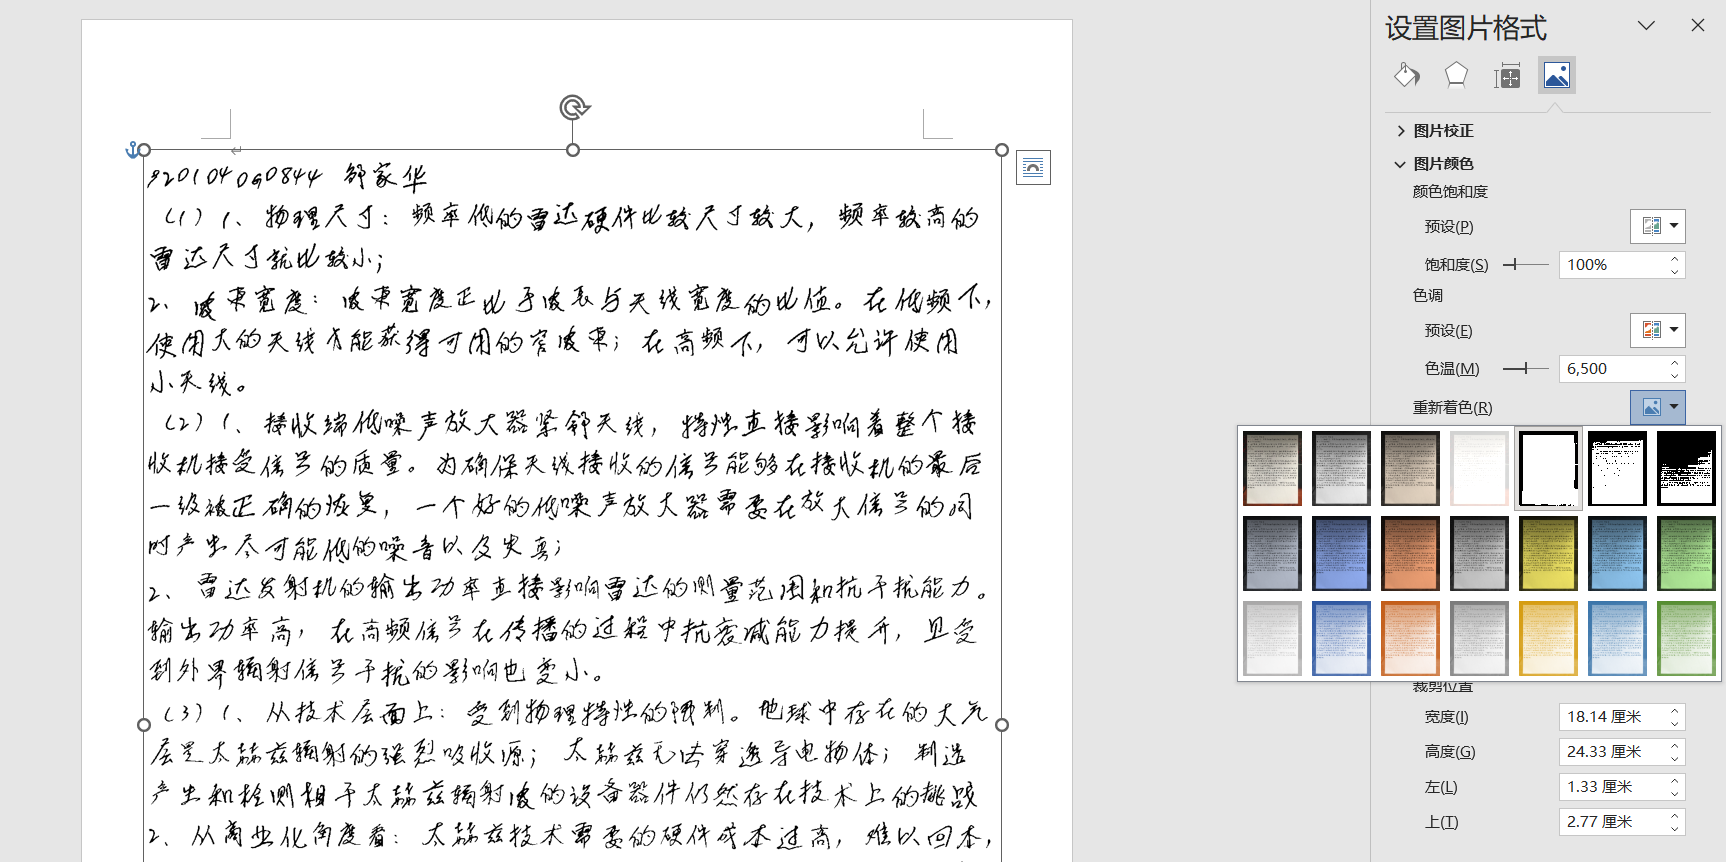 设置图片格式
图片校正
图片颜色
颜色饱和度
预设(P)
饱和度(S) 100%
色调
预设(E)
色温(M) 6,500
重新着色(R)
裁剪位置
宽度(I) 18.14 厘米
高度(G) 24.33 厘米
左(L) 1.33 厘米
上(T) 2.77 厘米
920104060844 邹家华
(1) 1、物理尺寸：频率低的雷达硬件比较尺寸较大，频率较高的
雷达尺寸就比较小；
2、波束宽度：波束宽度正比于波长与天线宽度的比值。在低频下，
使用大的天线才能获得可用的窄波束；在高频下，可以允许使用
小天线。
(2) 1、接收端低噪声放大器紧邻天线，特性直接影响着整个接
收机接受信号的质量。为确保天线接收的信号能够在接收机的最后
一级被正确的恢复，一个好的低噪声放大器需要在放大信号的同
时产生尽可能低的噪音以及失真；
2、雷达发射机的输出功率直接影响雷达的测量范围和抗干扰能力。
输出功率高，在高频信号在传播的过程中抗衰减能力提升，且受
到外界辐射信号干扰的影响也变小。
(3) 1、从技术层面上：受到物理特性的限制。地球中存在的大气
层是太赫兹辐射的强烈吸收源；太赫兹无法穿透导电物体；制造
产生和检测相干太赫兹辐射波的设备器件仍然存在技术上的挑战
2、从商业化角度看：太赫兹技术需要的硬件成本过高，难以回本，